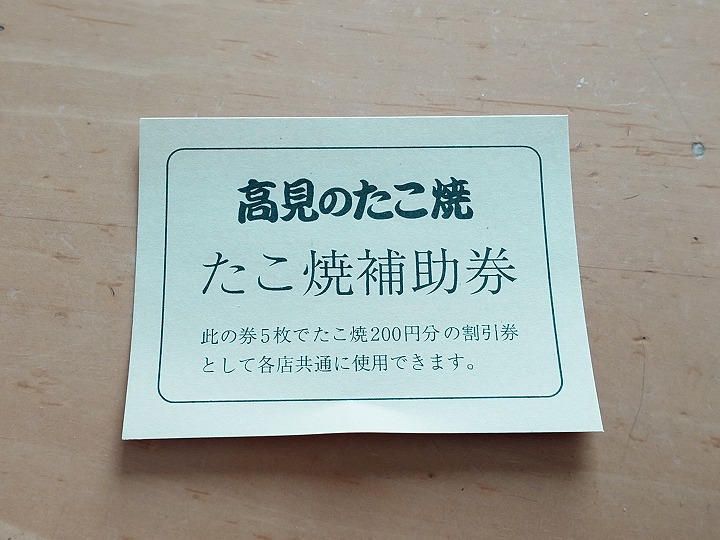 高見のたこ焼
たこ焼補助券
此の券5枚でたこ焼200円分の割引券
として各店共通に使用できます。